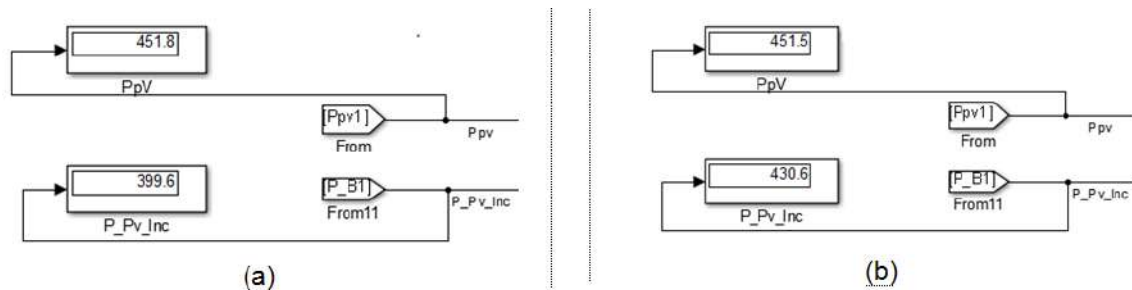 451.8
PpV
[Ppv1]
From
Ppv
399.6
P_Pv_Inc
[P_B1]
From11
P_Pv_Inc
(a)
451.5
PpV
[Ppv1]
From
Ppv
430.6
P_Pv_Inc
[P_B1]
From11
P_Pv_Inc
(b)